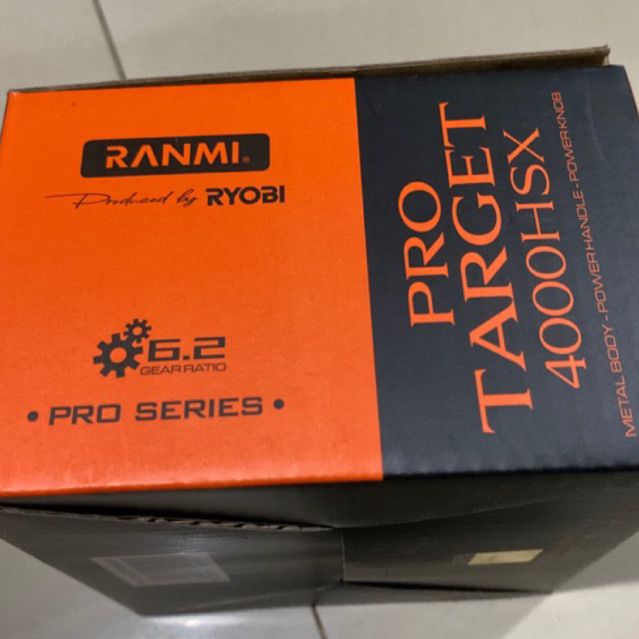 RANMI®
Produced by RYOBI
6.2
GEAR RATIO
• PRO SERIES •
PRO
TARGET
4000HSX
METAL BODY - POWER HANDLE - POWER KNOB
RANMI